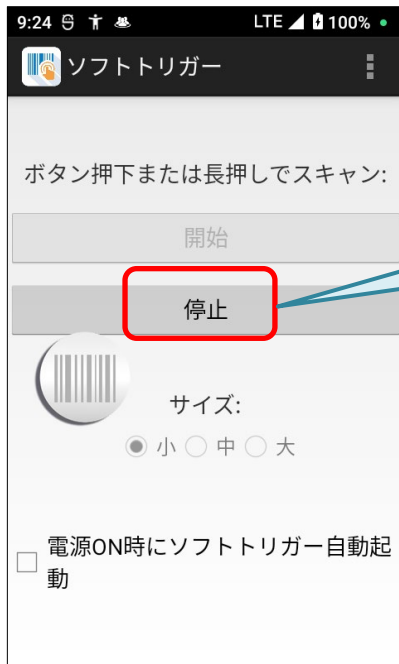 9:24 LTE 100%
ソフトトリガー
ボタン押下または長押しでスキャン:
開始
停止
サイズ:
小 中 大
電源ON時にソフトトリガー自動起
動